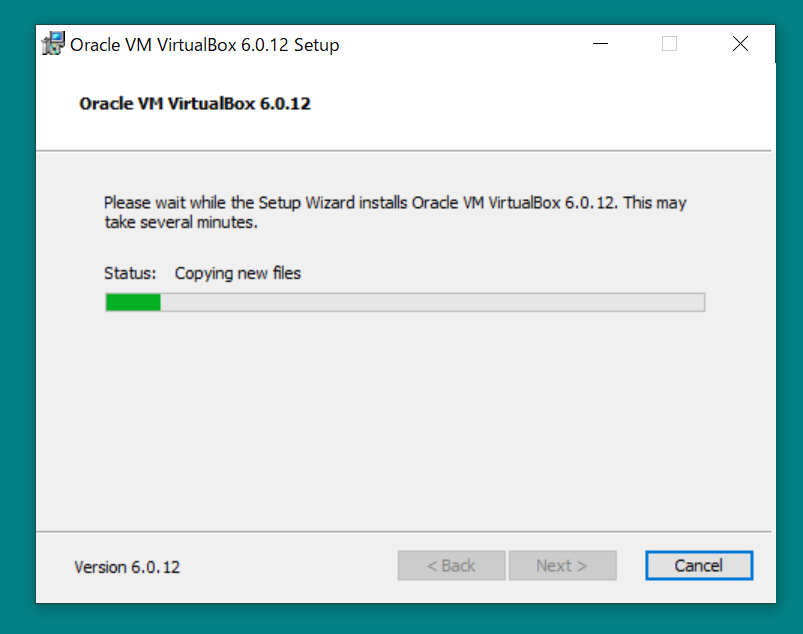 Oracle VM VirtualBox 6.0.12 Setup
Oracle VM VirtualBox 6.0.12
Please wait while the Setup Wizard installs Oracle VM VirtualBox 6.0.12. This may
take several minutes.
Status: Copying new files
Version 6.0.12 < Back Next > Cancel